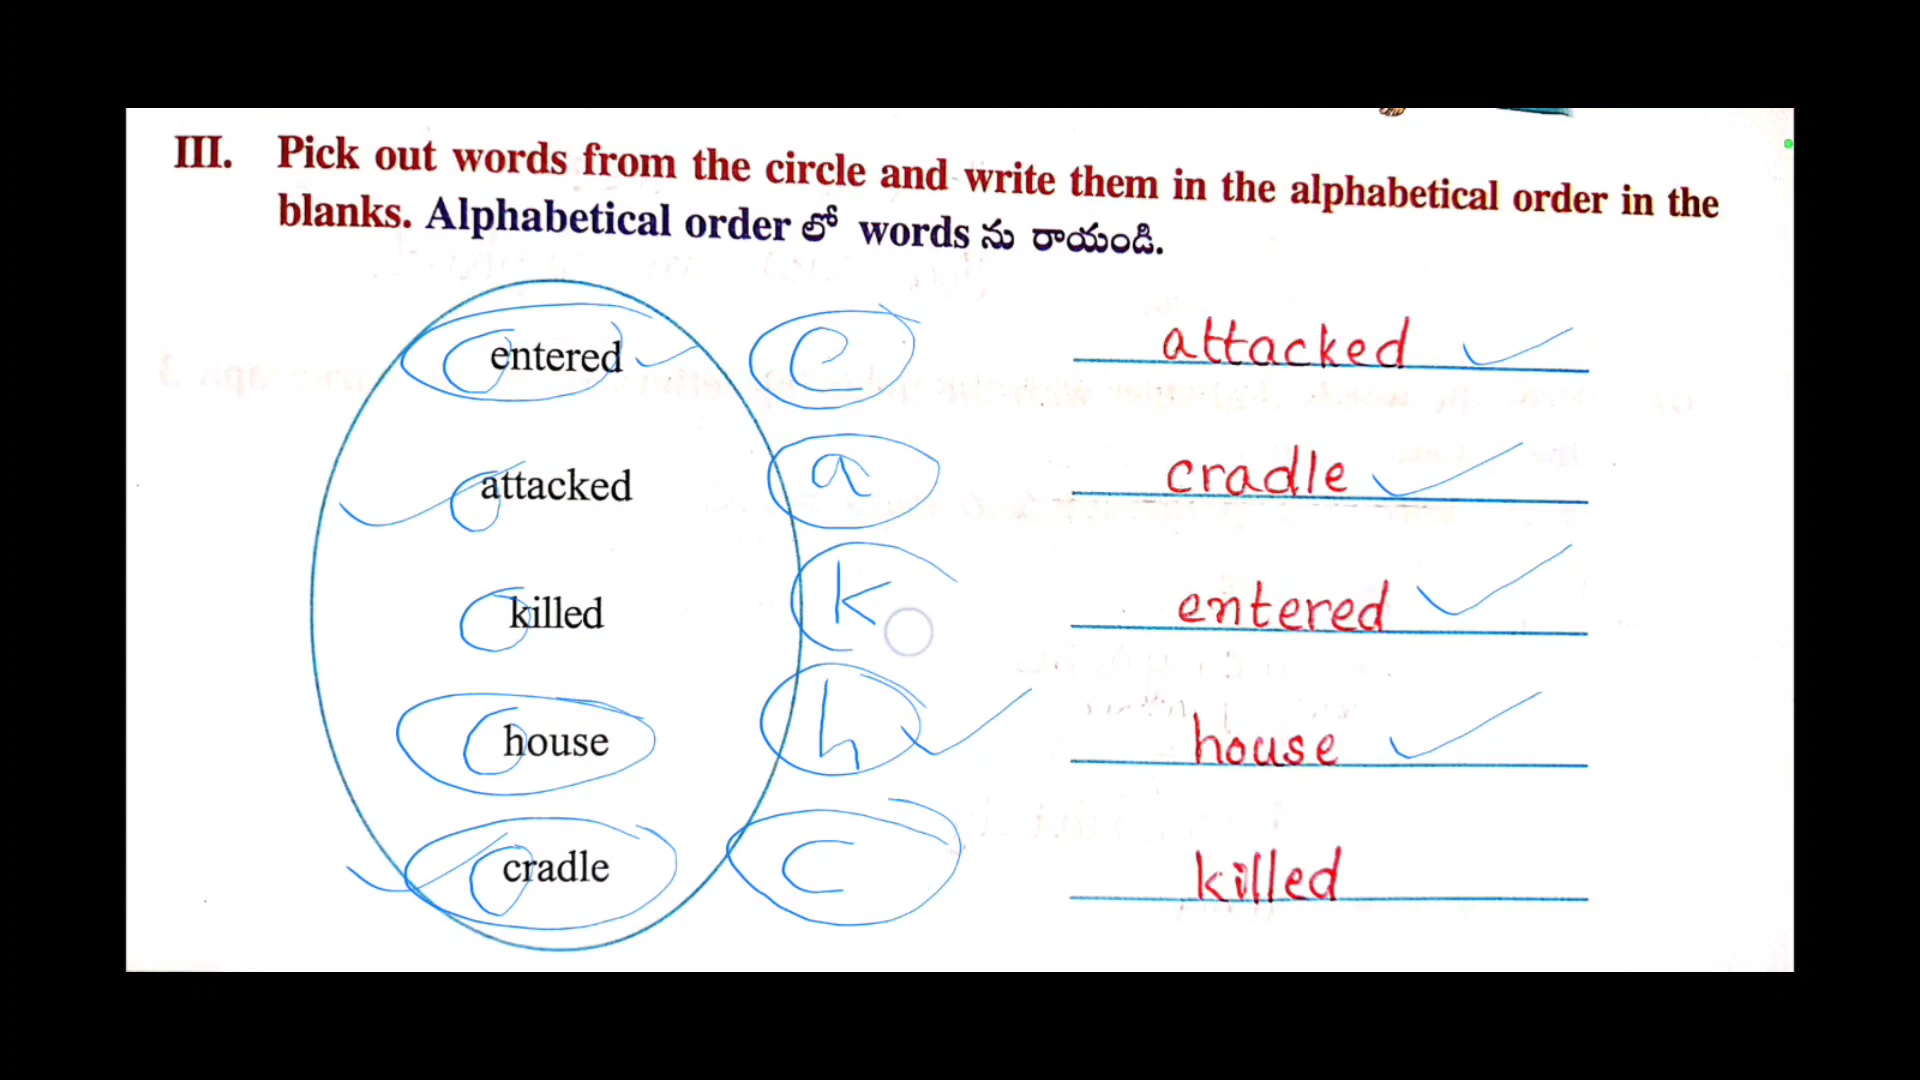 III. Pick out words from the circle and write them in the alphabetical order in the
blanks. Alphabetical order లో words ను రాయండి.
entered e attacked
attacked a cradle
killed k entered
house h house
cradle c killed